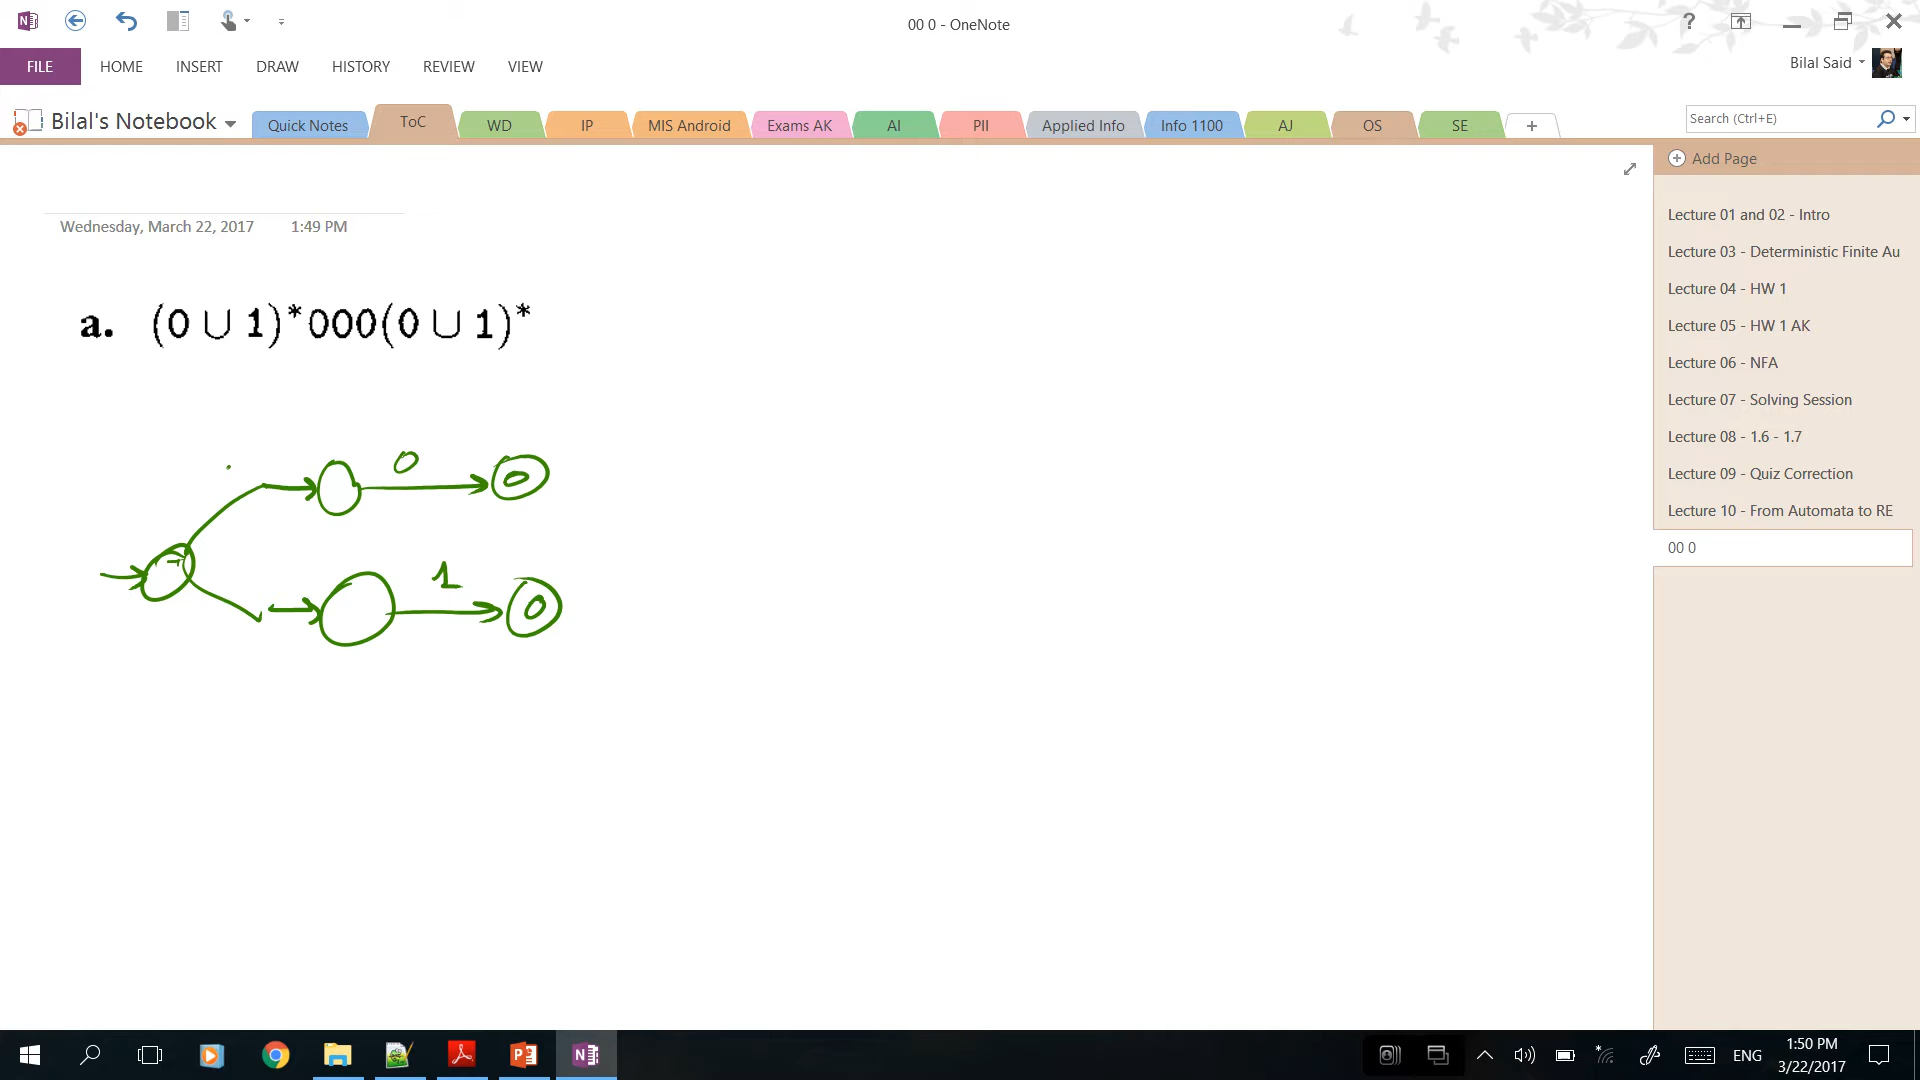 00 0 - OneNote
?
FILE HOME INSERT DRAW HISTORY REVIEW VIEW
Bilal Said
Bilal's Notebook
Quick Notes ToC WD IP MIS Android Exams AK AI PII Applied Info Info 1100 AJ OS SE +
Search (Ctrl+E)
Add Page
Wednesday, March 22, 2017 1:49 PM
Lecture 01 and 02 - Intro
Lecture 03 - Deterministic Finite Au
Lecture 04 - HW 1
Lecture 05 - HW 1 AK
Lecture 06 - NFA
Lecture 07 - Solving Session
Lecture 08 - 1.6 - 1.7
Lecture 09 - Quiz Correction
Lecture 10 - From Automata to RE
00 0
a. (0 ∪ 1)*000(0 ∪ 1)*
0
1
ENG
1:50 PM
3/22/2017